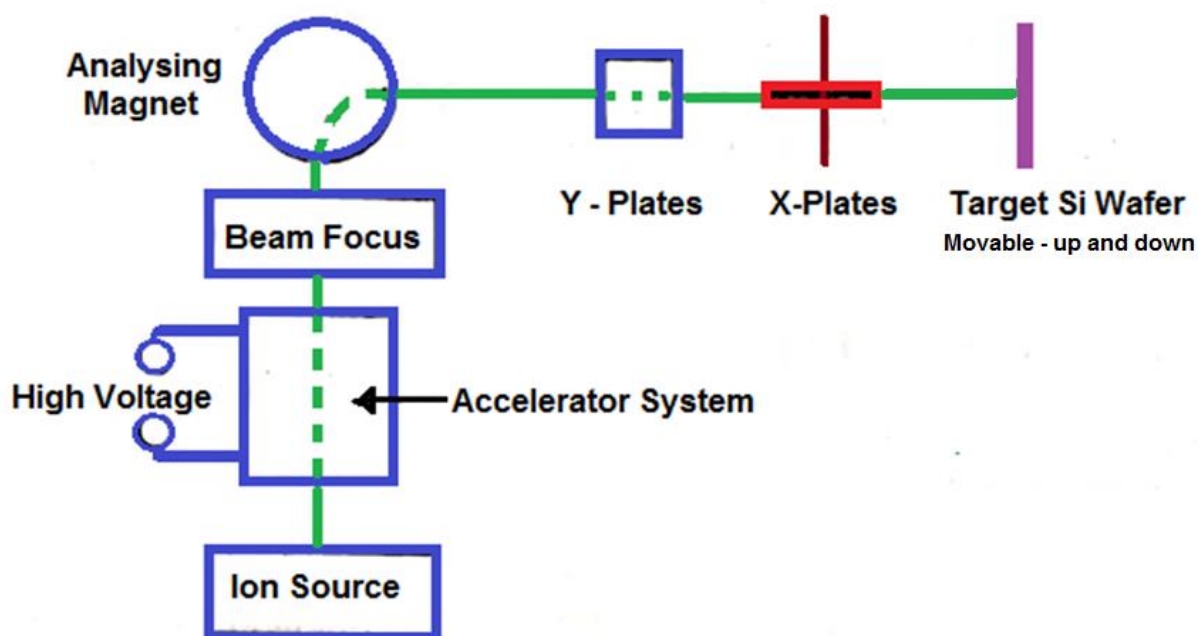 Analysing
Magnet
Y - Plates
X-Plates
Target Si Wafer
Movable - up and down
Beam Focus
High Voltage
Accelerator System
Ion Source